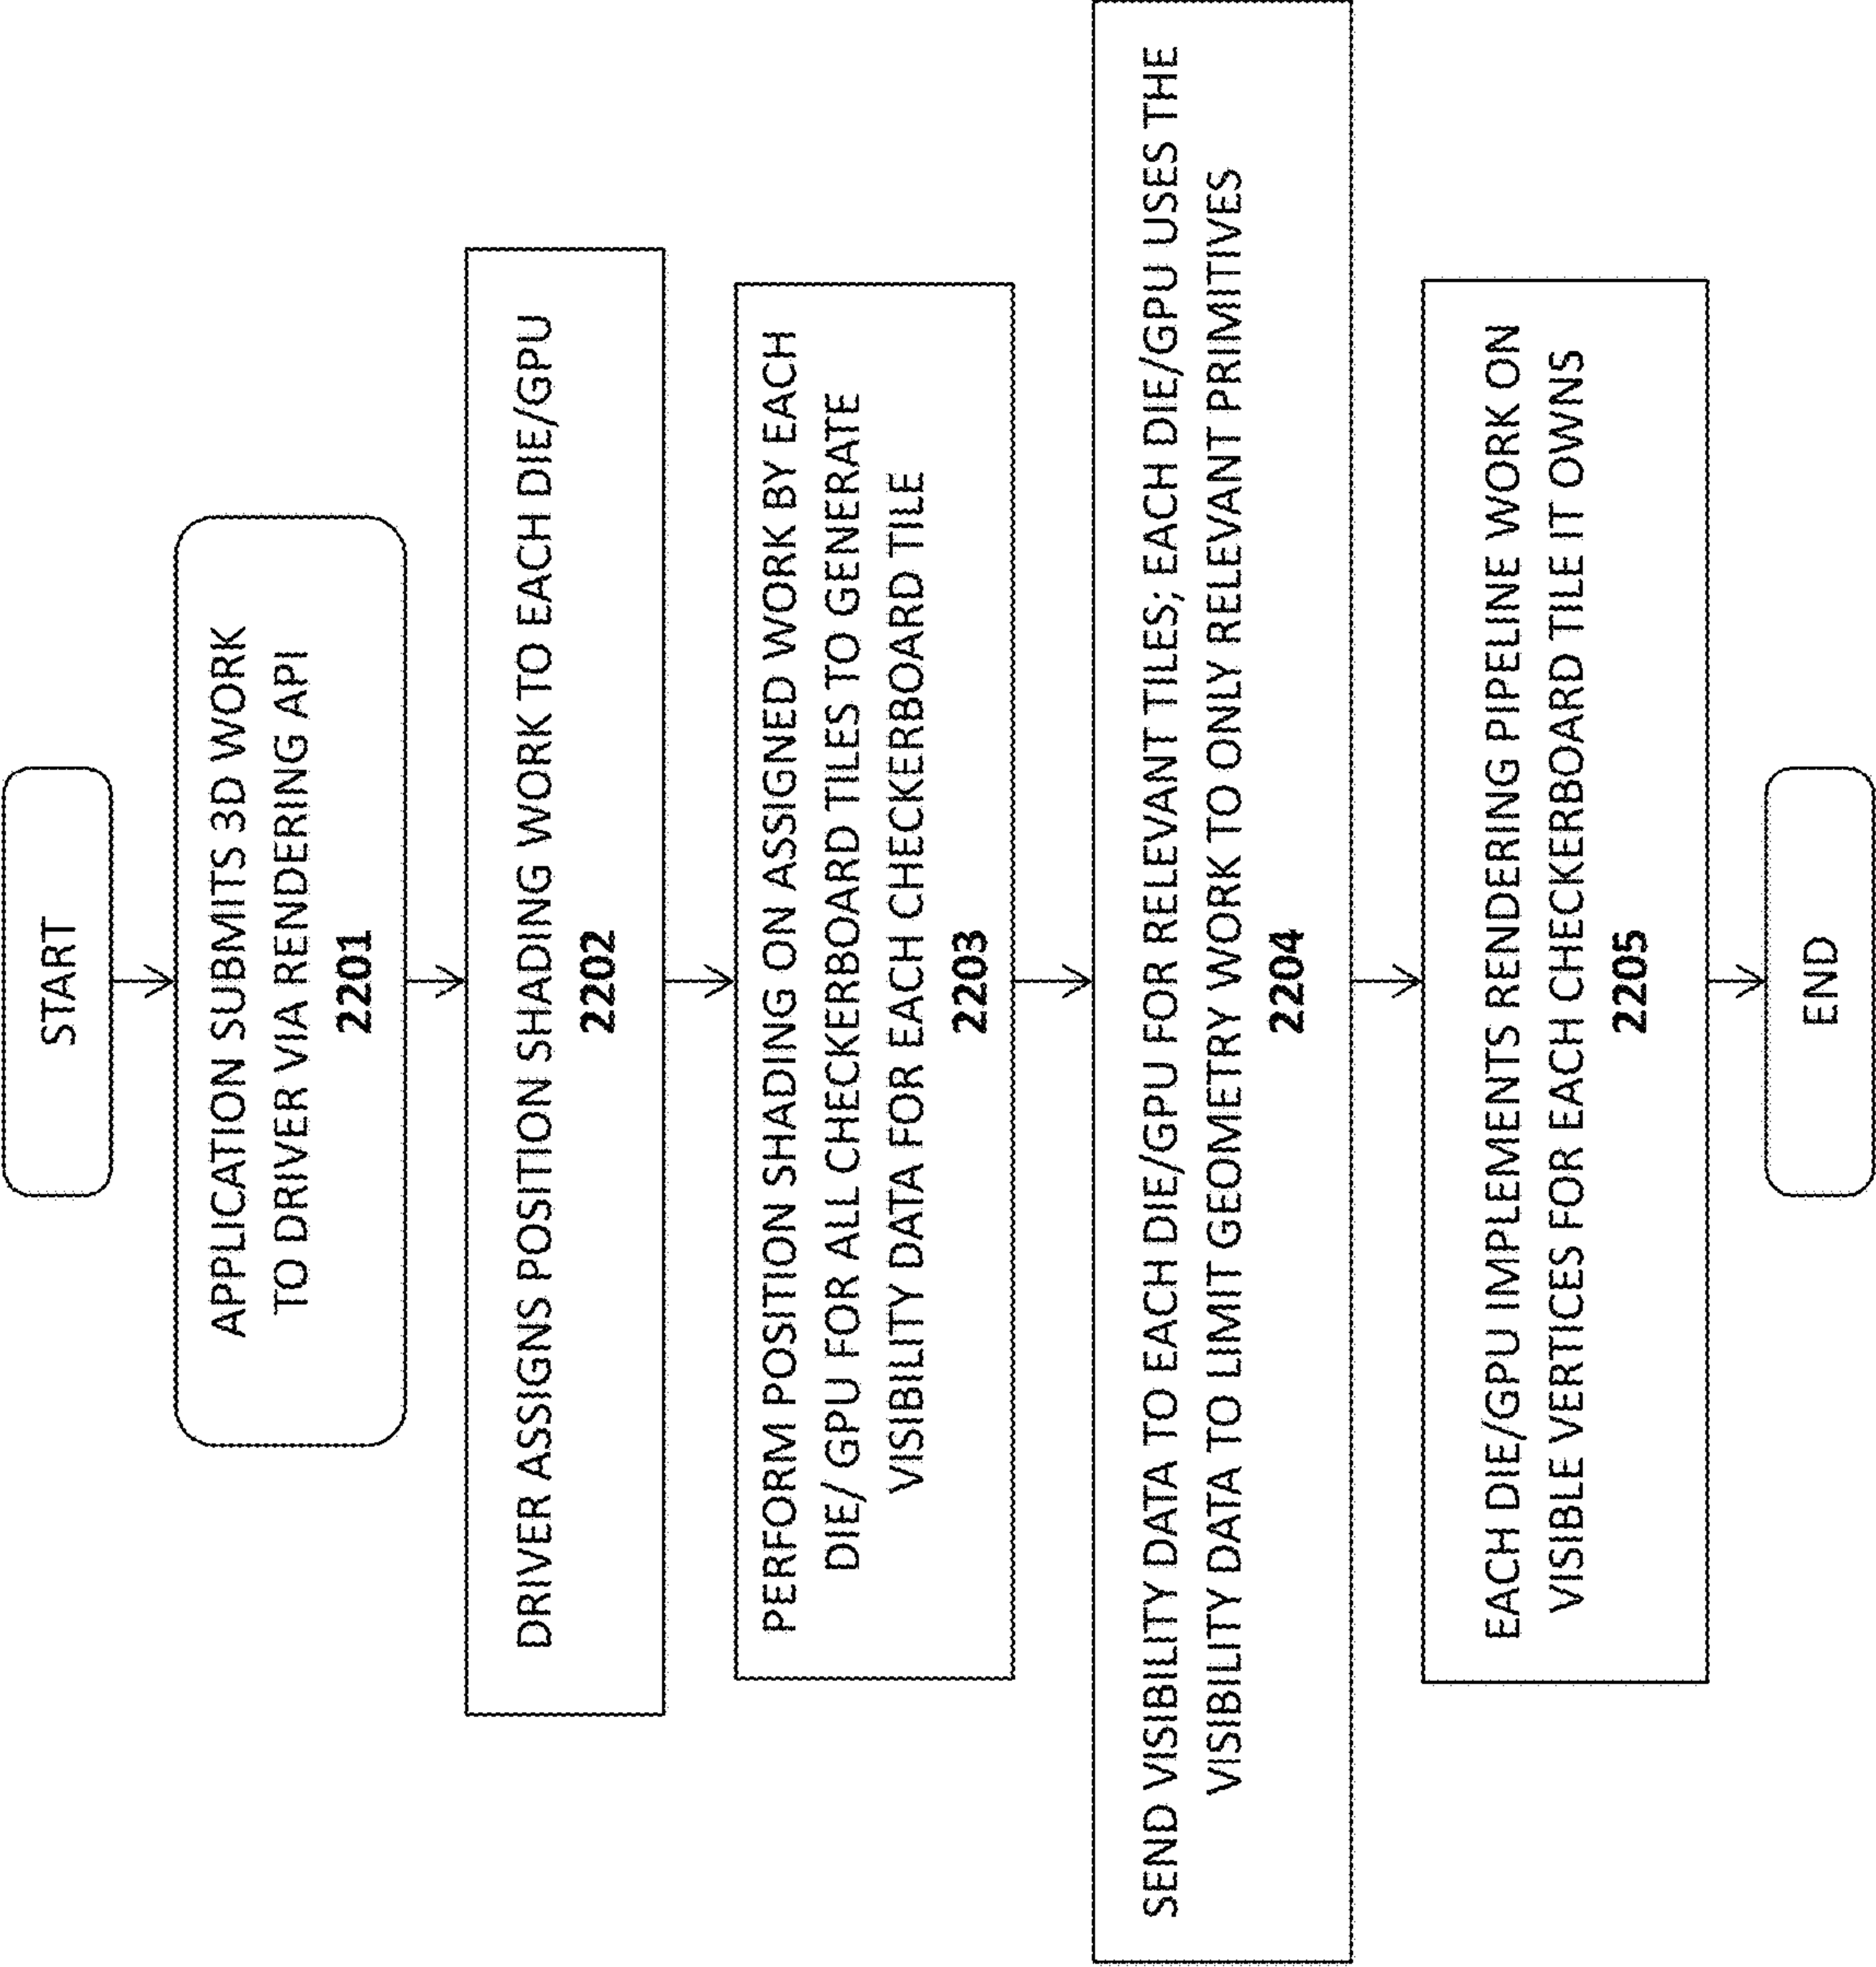 START
APPLICATION SUBMITS 3D WORK
TO DRIVER VIA RENDERING API
2201
DRIVER ASSIGNS POSITION SHADING WORK TO EACH DIE/GPU
2202
PERFORM POSITION SHADING ON ASSIGNED WORK BY EACH
DIE/ GPU FOR ALL CHECKERBOARD TILES TO GENERATE
VISIBILITY DATA FOR EACH CHECKERBOARD TILE
2203
SEND VISIBILITY DATA TO EACH DIE/GPU FOR RELEVANT TILES; EACH DIE/GPU USES THE
VISIBILITY DATA TO LIMIT GEOMETRY WORK TO ONLY RELEVANT PRIMITIVES
2204
EACH DIE/GPU IMPLEMENTS RENDERING PIPELINE WORK ON
VISIBLE VERTICES FOR EACH CHECKERBOARD TILE IT OWNS
2205
END